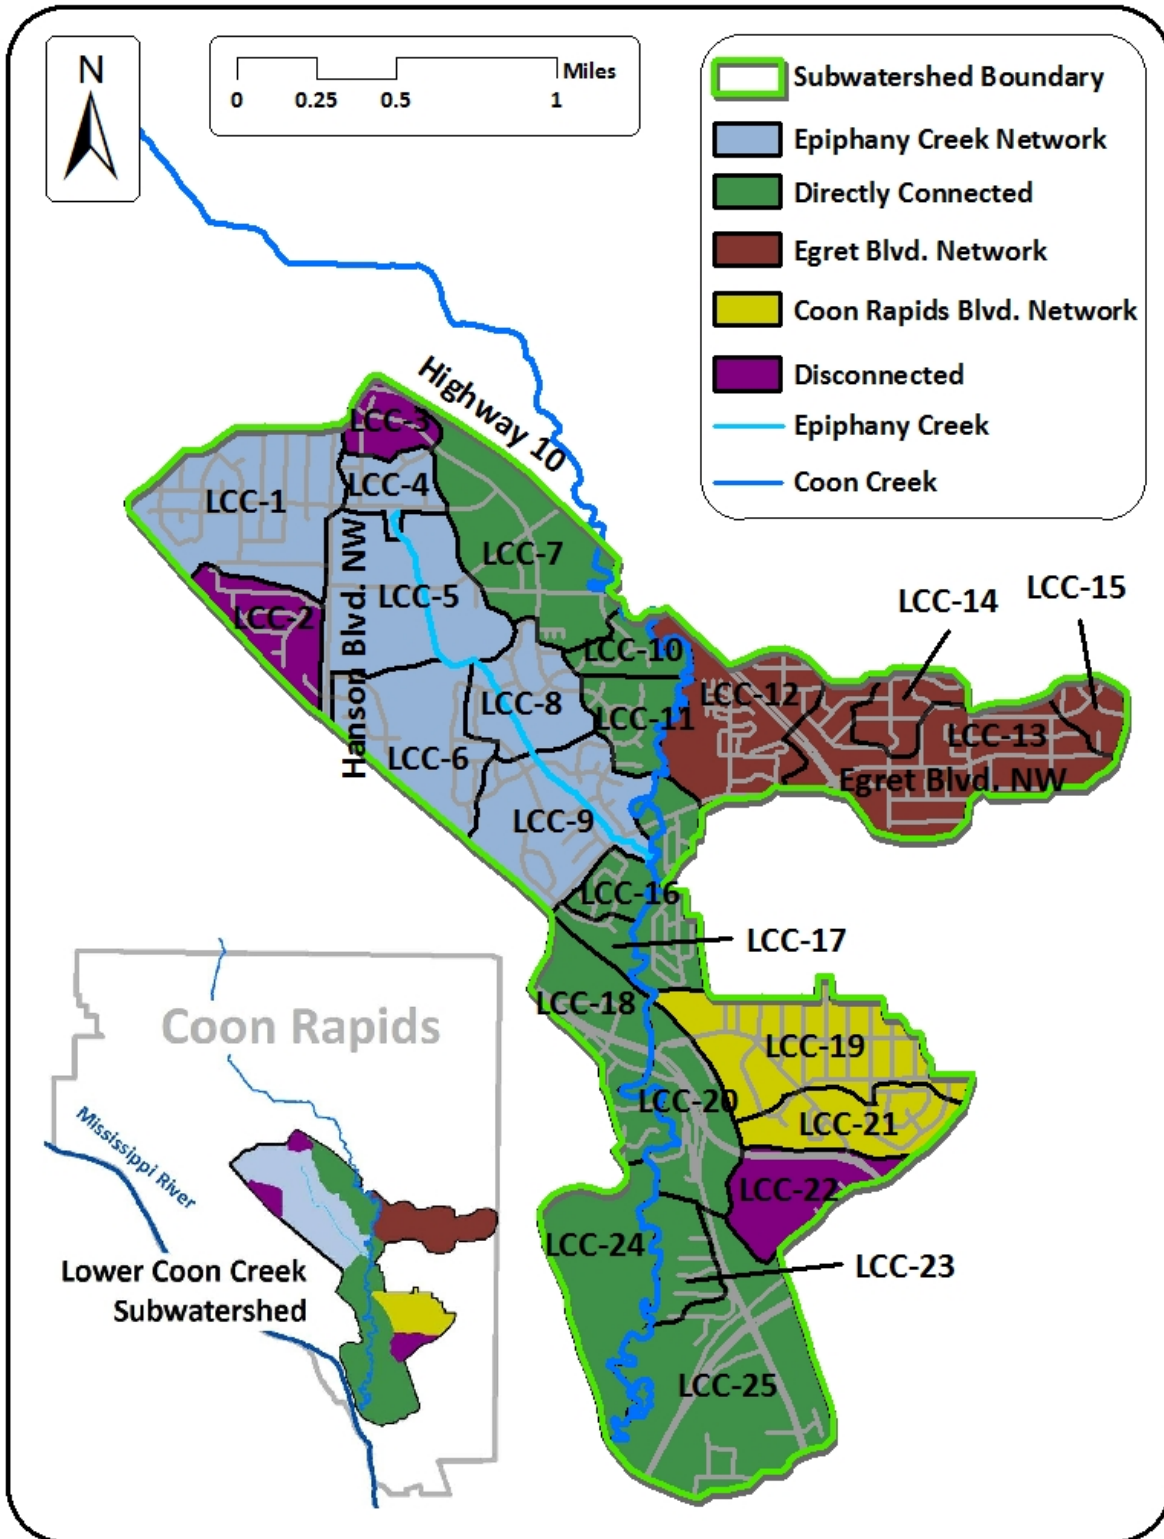 N
Miles
0 0.25 0.5 1
Subwatershed Boundary
Epiphany Creek Network
Directly Connected
Egret Blvd. Network
Coon Rapids Blvd. Network
Disconnected
Epiphany Creek
Coon Creek
Highway 10
LCC-3
LCC-4
LCC-1
LCC-7
Hanson Blvd. NW
LCC-5
LCC-2
LCC-14
LCC-15
LCC-10
LCC-12
LCC-8
LCC-11
LCC-13
LCC-6
Egret Blvd. NW
LCC-9
LCC-16
LCC-17
LCC-18
LCC-19
LCC-20
LCC-21
LCC-22
LCC-24
LCC-23
LCC-25
Coon Rapids
Mississippi River
Lower Coon Creek
Subwatershed